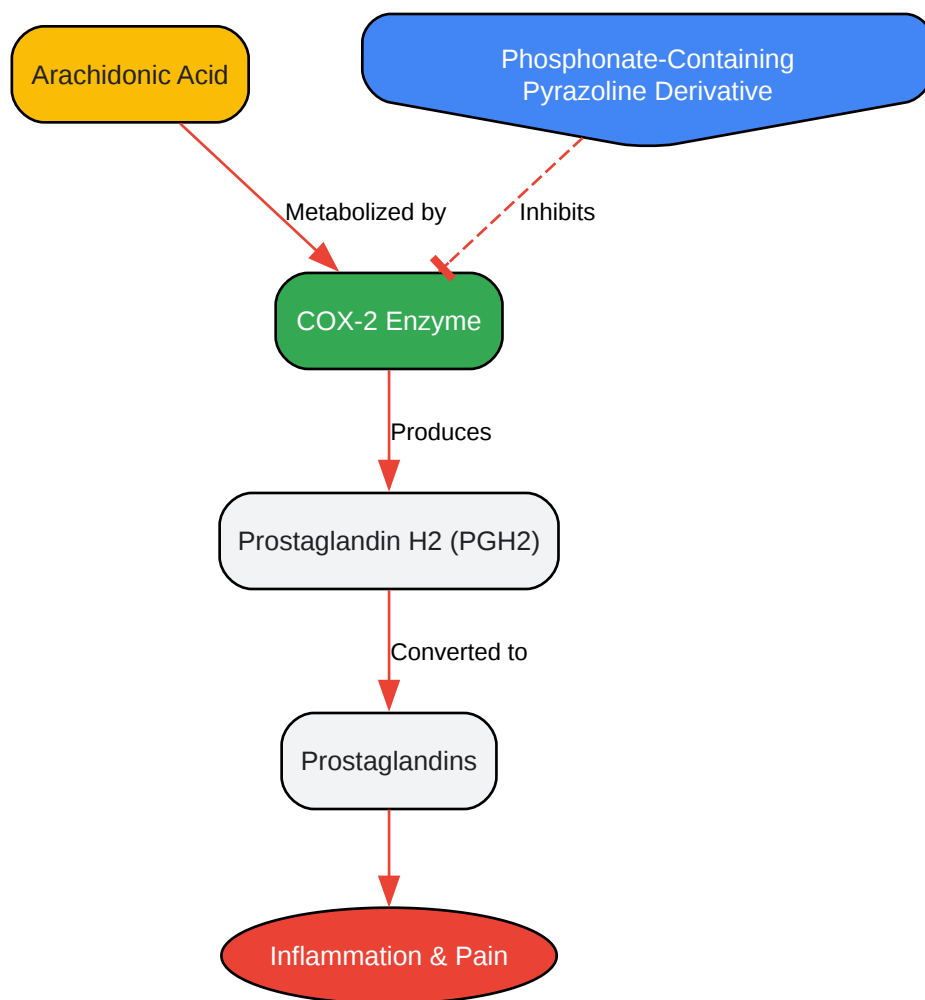 Arachidonic Acid
Phosphonate-Containing
Pyrazoline Derivative
Metabolized by
Inhibits
COX-2 Enzyme
Produces
Prostaglandin H2 (PGH2)
Converted to
Prostaglandins
Inflammation & Pain